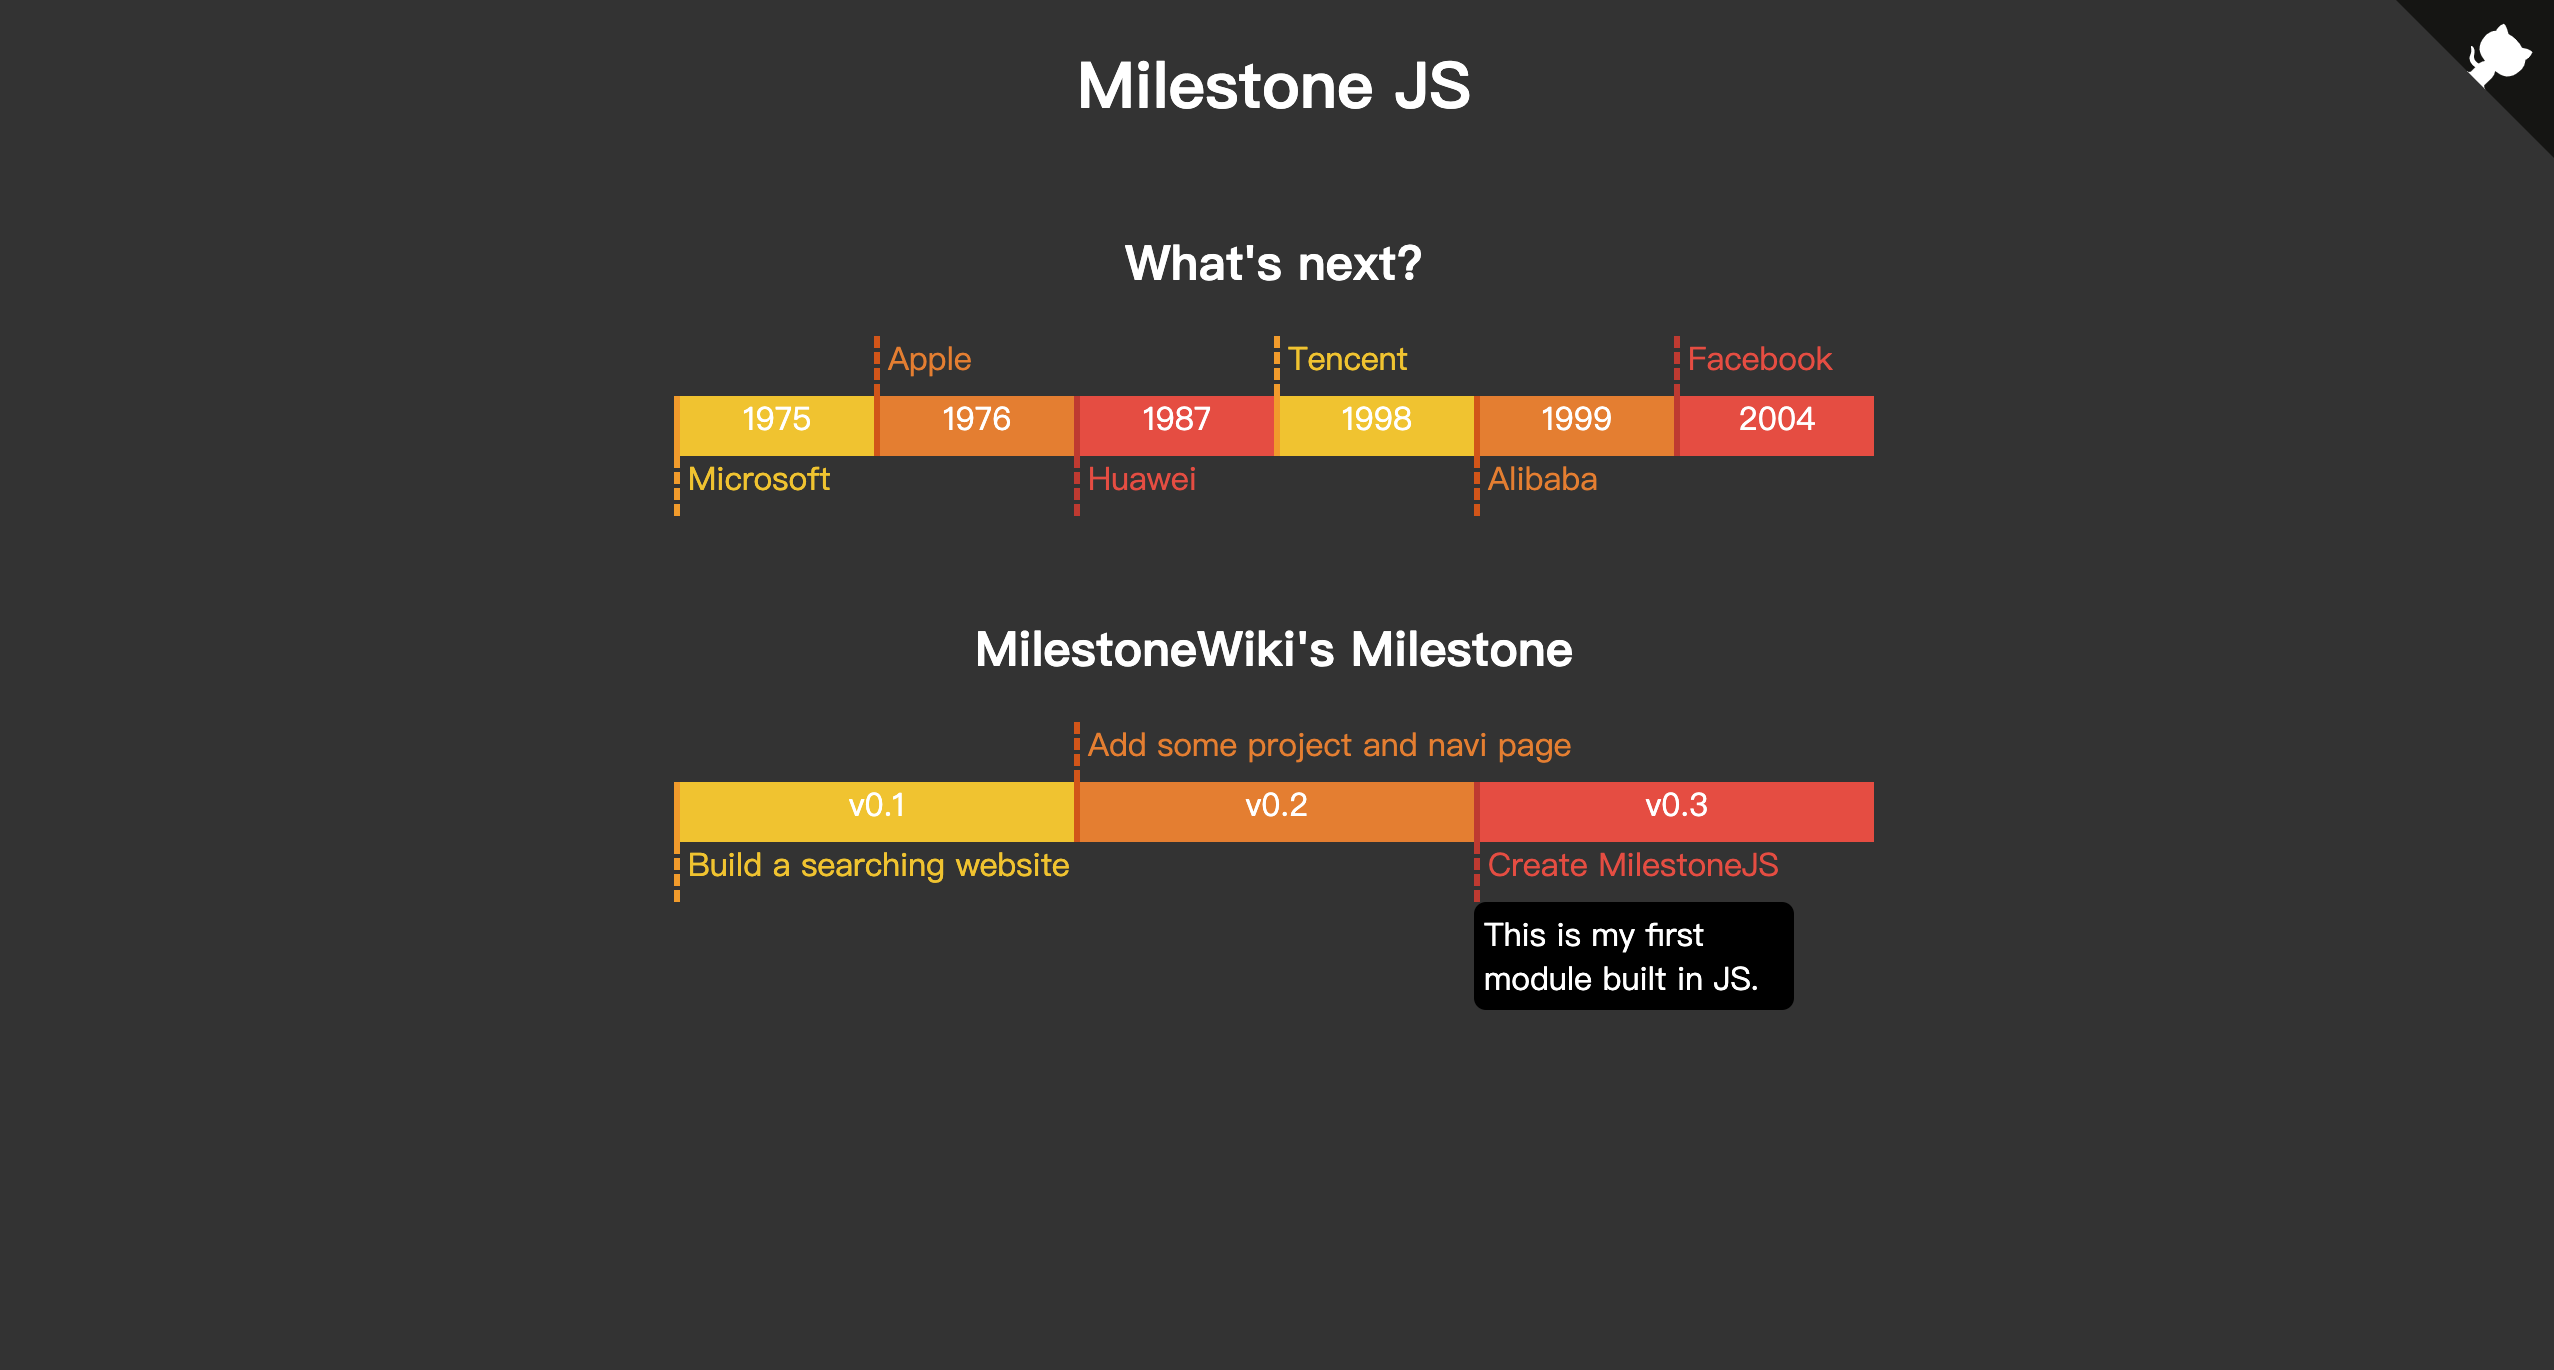 Milestone JS
What's next?
Apple
Tencent
Facebook
1975
1976
1987
1998
1999
2004
Microsoft
Huawei
Alibaba
MilestoneWiki's Milestone
Add some project and navi page
v0.1
v0.2
v0.3
Build a searching website
Create MilestoneJS
This is my first
module built in JS.